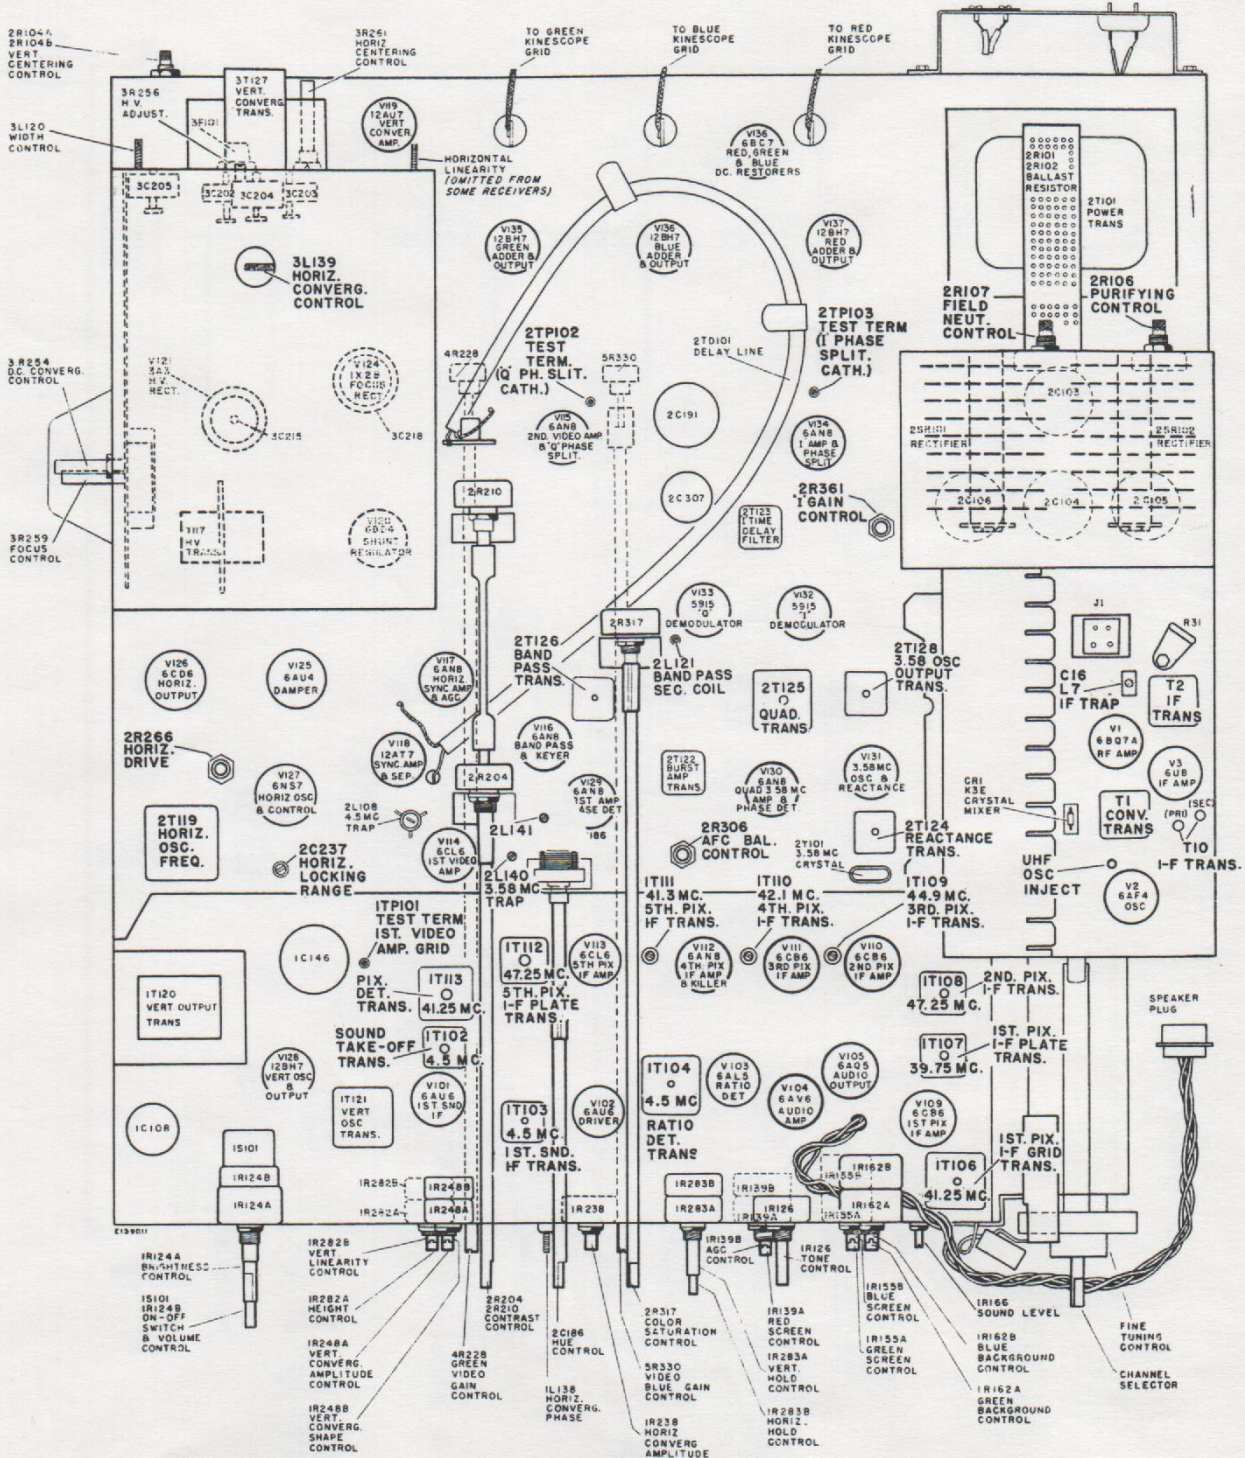 2R104A
2R104B
VERT.
CENTERING
CONTROL
3R261
HORIZ
CENTERING
CONTROL
TO GREEN
KINESCOPE
GRID
TO BLUE
KINESCOPE
GRID
TO RED
KINESCOPE
GRID
3R256
H.V.
ADJUST.
3T127
VERT.
CONVERG.
TRANS.
3F101
V119
12AU7
VERT
CONVER.
AMP.
3L120
WIDTH
CONTROL
HORIZONTAL
LINEARITY
(OMITTED FROM
SOME RECEIVERS)
V136
6BC7
RED, GREEN
& BLUE
D.C. RESTORERS
2R101
2R102
BALLAST
RESISTOR
2T101
POWER
TRANS
3C205
3C202
3C204
3C203
V135
12BH7
GREEN
ADDER &
OUTPUT
V136
12BH7
BLUE
ADDER
& OUTPUT
V137
12BH7
RED
ADDER &
OUTPUT
3L139
HORIZ.
CONVERG.
CONTROL
2R107
FIELD
NEUT.
CONTROL
2R106
PURIFYING
CONTROL
2TP102
TEST
TERM.
('Q' PH. SLIT.
CATH.)
2TP103
TEST TERM
(I PHASE
SPLIT.
CATH.)
2TD101
DELAY LINE
4R228
5R330
3R254
D.C. CONVERG.
CONTROL
V121
3A3
H.V.
RECT.
V124
1X2B
FOCUS
RECT.
3C215
3C218
V115
6AN8
2ND. VIDEO AMP.
& 'Q' PHASE
SPLIT.
2C191
V134
6AN8
I AMP &
PHASE
SPLIT
2C103
2SR101
RECTIFIER
2SR102
RECTIFIER
2R210
2C307
2R361
'I' GAIN
CONTROL
2C106
2C104
2C105
2T123
I TIME
DELAY
FILTER
3R259
FOCUS
CONTROL
3T117
HV
TRANS
V120
6BD4
SHUNT
REGULATOR
V133
5915
'Q'
DEMODULATOR
V132
5915
'I'
DEMODULATOR
J1
R31
2R317
2T126
BAND
PASS
TRANS.
2L121
BAND PASS
SEC. COIL
2T128
3.58 OSC
OUTPUT
TRANS.
V126
6CD6
HORIZ.
OUTPUT
V125
6AU4
DAMPER
V117
6AN8
HORIZ.
SYNC AMP
& AGC
2T125
QUAD.
TRANS
C16
L7
IF TRAP
T2
IF
TRANS
V1
6BQ7A
RF AMP
V116
6AN8
BAND PASS
& KEYER
2R266
HORIZ.
DRIVE
V118
12AT7
SYNC. AMP.
& SEP.
V127
6NS7
HORIZ OSC
& CONTROL
2R204
V129
6AN8
1ST AMP
ASE DET
2T122
BURST
AMP
TRANS
V130
6AN8
QUAD 3.58 MC
AMP &
PHASE DET
V131
3.58MC
OSC &
REACTANCE
V3
6U8
IF AMP
CR1
K3E
CRYSTAL
MIXER
T1
CONV.
TRANS
(SEC)
(PRI)
T10
I-F TRANS.
2T119
HORIZ.
OSC.
FREQ.
2L108
4.5 MC
TRAP
2L141
'186
2C237
HORIZ.
LOCKING
RANGE
V114
6CL6
1ST VIDEO
AMP
2R306
AFC BAL.
CONTROL
2Y101
3.58 MC
CRYSTAL
2T124
REACTANCE
TRANS.
UHF
OSC
INJECT
V2
6AF4
OSC
2L140
3.58 MC
TRAP
1T111
41.3 MC.
5TH. PIX
I-F TRANS.
1T110
42.1 MC.
4TH. PIX.
I-F TRANS.
1T109
44.9 MC.
3RD. PIX.
I-F TRANS.
1TP101
TEST TERM
1ST. VIDEO
AMP. GRID
1C146
1T112
47.25 MC.
5TH. PIX.
I-F PLATE
TRANS.
V113
6CL6
5TH PIX
IF AMP
V112
6AN8
4TH. PIX
IF AMP
& KILLER
V111
6CB6
3RD PIX
IF AMP
V110
6CB6
2ND PIX
IF AMP
1T108
47.25 MC.
2ND. PIX.
I-F TRANS.
PIX.
DET.
TRANS.
1T113
41.25 MC.
1T120
VERT OUTPUT
TRANS
SPEAKER
PLUG
SOUND
TAKE-OFF
TRANS.
1T102
4.5 MC.
1T107
39.75 MC.
1ST. PIX.
I-F PLATE
TRANS.
V128
12BH7
VERT OSC
&
OUTPUT
1T104
4.5 MC
RATIO
DET.
TRANS
V103
6AL5
RATIO
DET
V105
6AQ5
AUDIO
OUTPUT
V104
6AV6
AUDIO
AMP
V109
6CB6
1ST PIX
IF AMP
V101
6AU6
1ST SND
IF
1T121
VERT
OSC
TRANS.
1C108
1T103
4.5 MC.
1ST. SND.
I-F TRANS.
V102
6AU6
DRIVER
1S101
1R124B
1R124A
1T106
41.25 MC.
1ST. PIX.
I-F GRID
TRANS.
1R282B
1R248B
1R282A
1R248A
1R238
1R283B
1R283A
1R139B
1R126
1R139A
1R155B
1R162B
1R155A
1R162A
E139011
1R124A
BRIGHTNESS
CONTROL
1S101
1R124B
ON-OFF
SWITCH
& VOLUME
CONTROL
1R282B
VERT.
LINEARITY
CONTROL
1R282A
HEIGHT
CONTROL
1R248A
VERT.
CONVERG.
AMPLITUDE
CONTROL
1R248B
VERT.
CONVERG.
SHAPE
CONTROL
4R228
GREEN
VIDEO
GAIN
CONTROL
2R204
2R210
CONTRAST
CONTROL
1L138
HORIZ.
CONVERG.
PHASE
2C186
HUE
CONTROL
1R238
HORIZ
CONVERG
AMPLITUDE
2R317
COLOR
SATURATION
CONTROL
5R330
VIDEO
BLUE GAIN
CONTROL
1R139B
AGC CONTROL
1R126
TONE CONTROL
1R139A
RED
SCREEN
CONTROL
1R283A
VERT.
HOLD
CONTROL
1R283B
HORIZ.
HOLD
CONTROL
1R155B
BLUE
SCREEN
CONTROL
1R155A
GREEN
SCREEN
CONTROL
1R166
SOUND LEVEL
1R162B
BLUE
BACKGROUND
CONTROL
1R162A
GREEN
BACKGROUND
CONTROL
FINE
TUNING
CONTROL
CHANNEL
SELECTOR